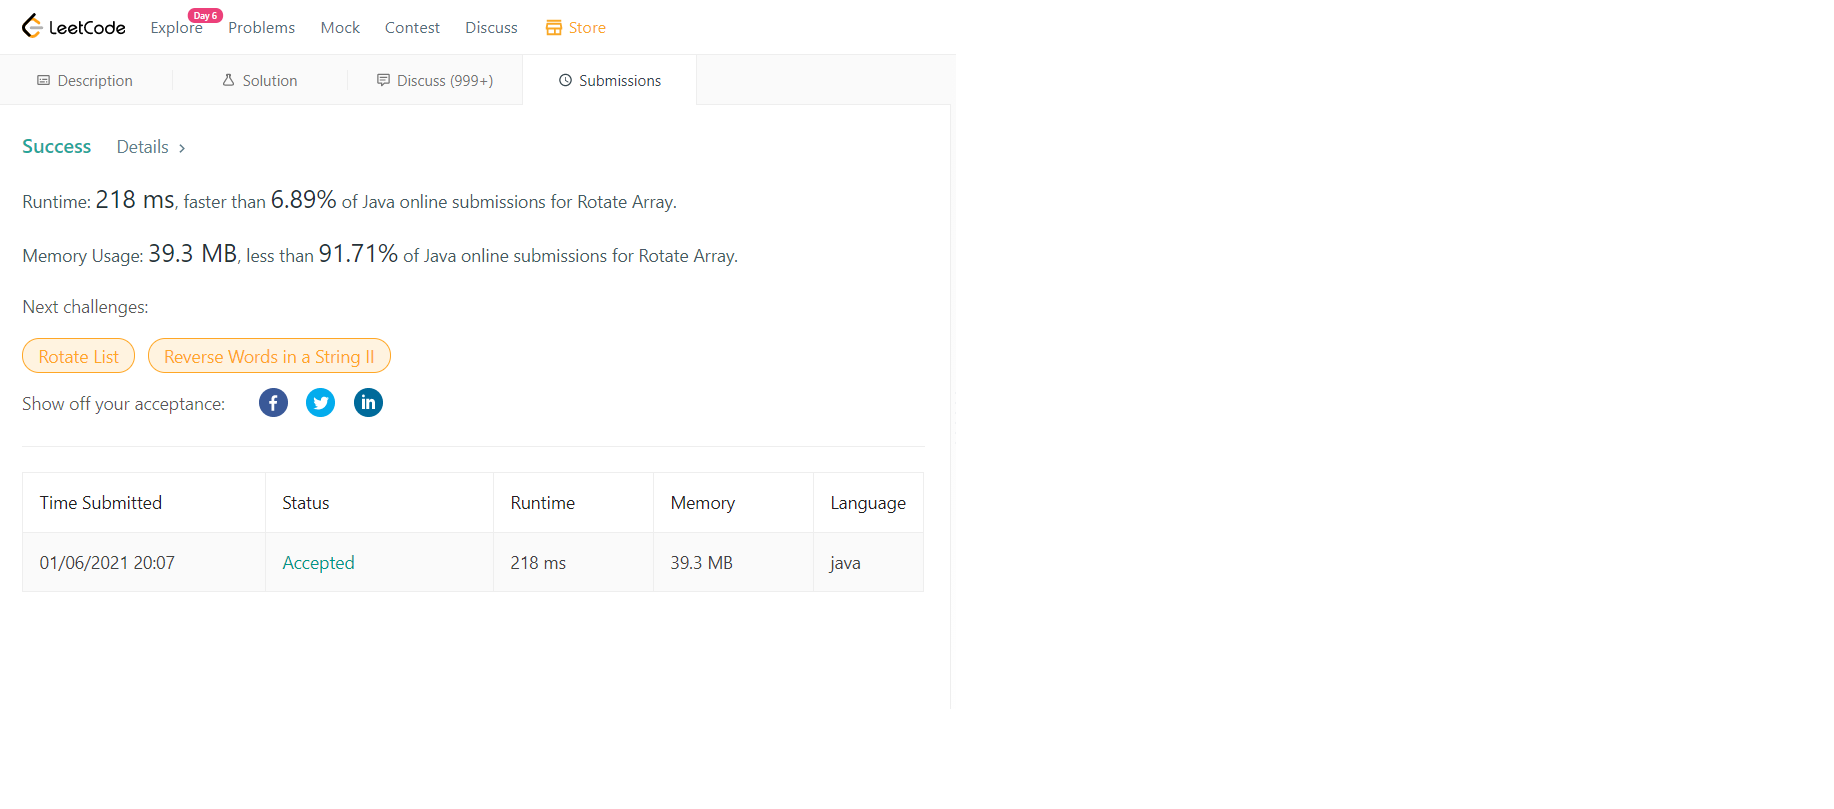 LeetCode Explore Day 6 Problems Mock Contest Discuss Store
Description Solution Discuss (999+) Submissions
Success Details >
Runtime: 218 ms, faster than 6.89% of Java online submissions for Rotate Array.
Memory Usage: 39.3 MB, less than 91.71% of Java online submissions for Rotate Array.
Next challenges:
Rotate List Reverse Words in a String II
Show off your acceptance:
Time Submitted Status Runtime Memory Language
01/06/2021 20:07 Accepted 218 ms 39.3 MB java